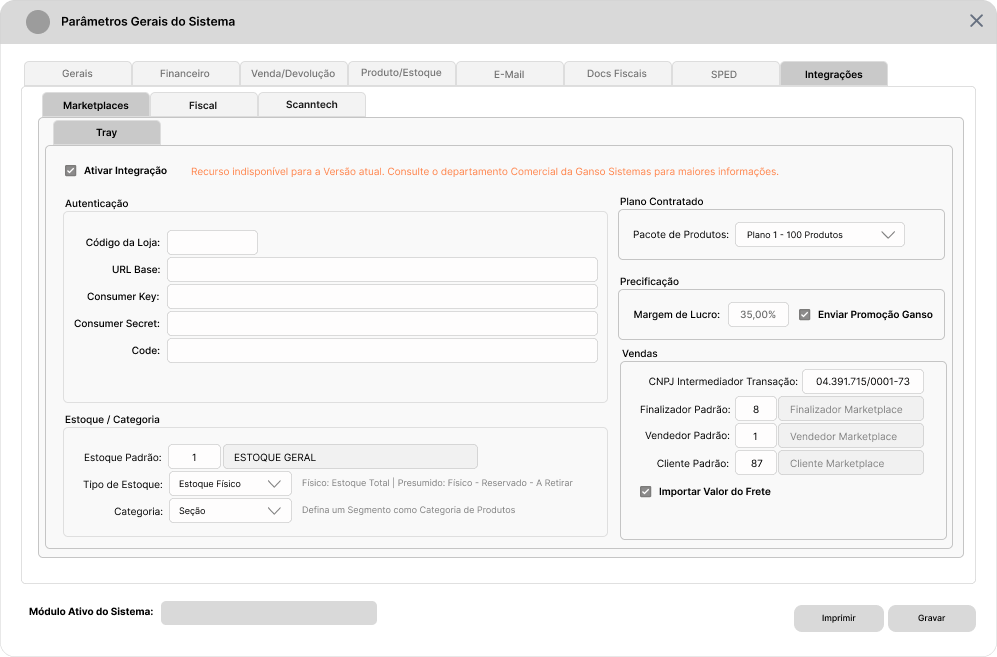 Parâmetros Gerais do Sistema
Gerais
Financeiro
Venda/Devolução
Produto/Estoque
E-Mail
Docs Fiscais
SPED
Integrações
Marketplaces
Fiscal
Scanntech
Tray
Ativar Integração
Recurso indisponível para a Versão atual. Consulte o departamento Comercial da Ganso Sistemas para maiores informações.
Autenticação
Código da Loja:
URL Base:
Consumer Key:
Consumer Secret:
Code:
Estoque / Categoria
Estoque Padrão: 1 ESTOQUE GERAL
Tipo de Estoque: Estoque Físico Físico: Estoque Total | Presumido: Físico - Reservado - A Retirar
Categoria: Seção Defina um Segmento como Categoria de Produtos
Plano Contratado
Pacote de Produtos: Plano 1 - 100 Produtos
Precificação
Margem de Lucro: 35,00% Enviar Promoção Ganso
Vendas
CNPJ Intermediador Transação: 04.391.715/0001-73
Finalizador Padrão: 8 Finalizador Marketplace
Vendedor Padrão: 1 Vendedor Marketplace
Cliente Padrão: 87 Cliente Marketplace
Importar Valor do Frete
Módulo Ativo do Sistema:
Imprimir
Gravar